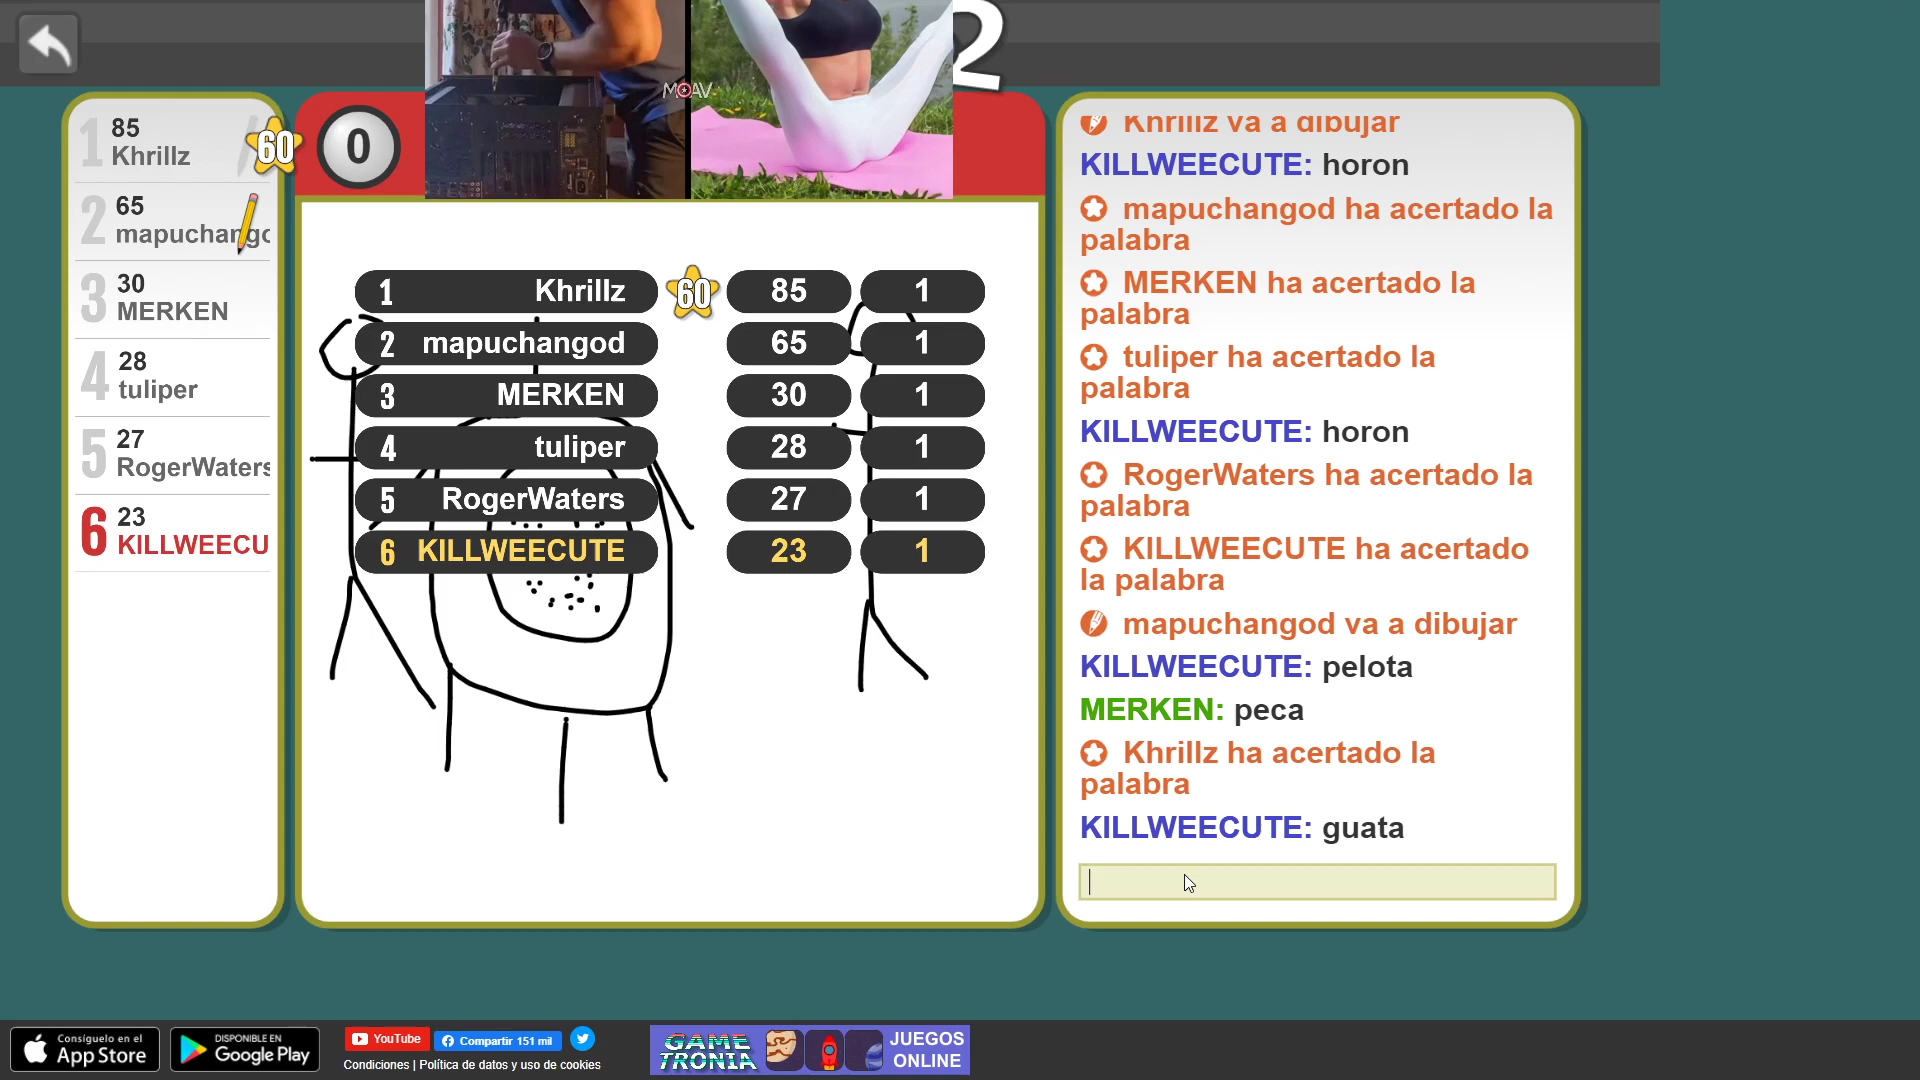 2
0
MOAV
1
85
Khrillz
60
2
65
3
30
MERKEN
4
28
tuliper
5
27
RogerWaters
6
23
KILLWEECU
1 Khrillz 60 85 1
2 mapuchangod 65 1
3 MERKEN 30 1
4 tuliper 28 1
5 RogerWaters 27 1
6 KILLWEECUTE 23 1
Khrillz va a dibujar
KILLWEECUTE: horon
mapuchangod ha acertado la
palabra
MERKEN ha acertado la
palabra
tuliper ha acertado la
palabra
KILLWEECUTE: horon
RogerWaters ha acertado la
palabra
KILLWEECUTE ha acertado
la palabra
mapuchangod va a dibujar
KILLWEECUTE: pelota
MERKEN: peca
Khrillz ha acertado la
palabra
KILLWEECUTE: guata
Consíguelo en el
App Store
DISPONIBLE EN
Google Play
YouTube
Compartir 151 mil
Condiciones | Política de datos y uso de cookies
GAME
TRONIA
JUEGOS
ONLINE